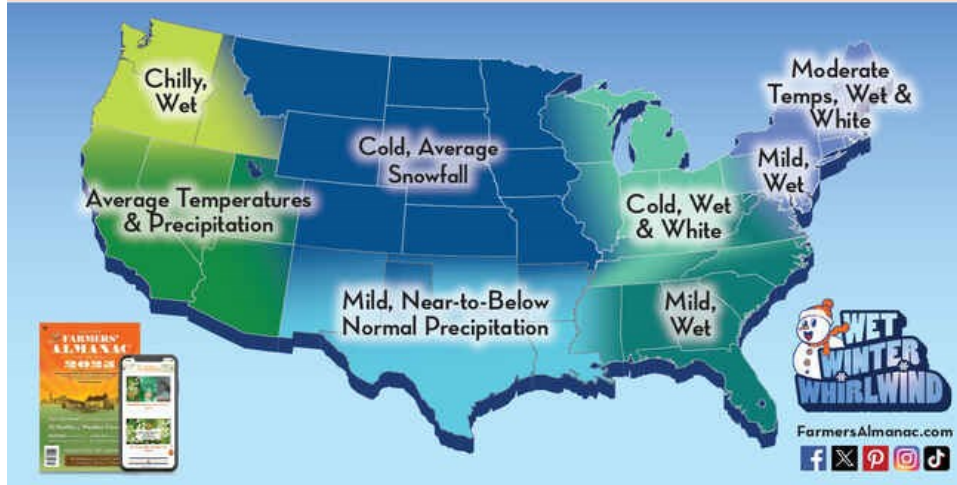 Chilly,
Wet
Cold, Average
Snowfall
Moderate
Temps, Wet &
White
Mild,
Wet
Average Temperatures
& Precipitation
Cold, Wet
& White
Mild, Near-to-Below
Normal Precipitation
Mild,
Wet
FARMERS'
ALMANAC
2025
WET
WINTER
WHIRLWIND
FarmersAlmanac.com